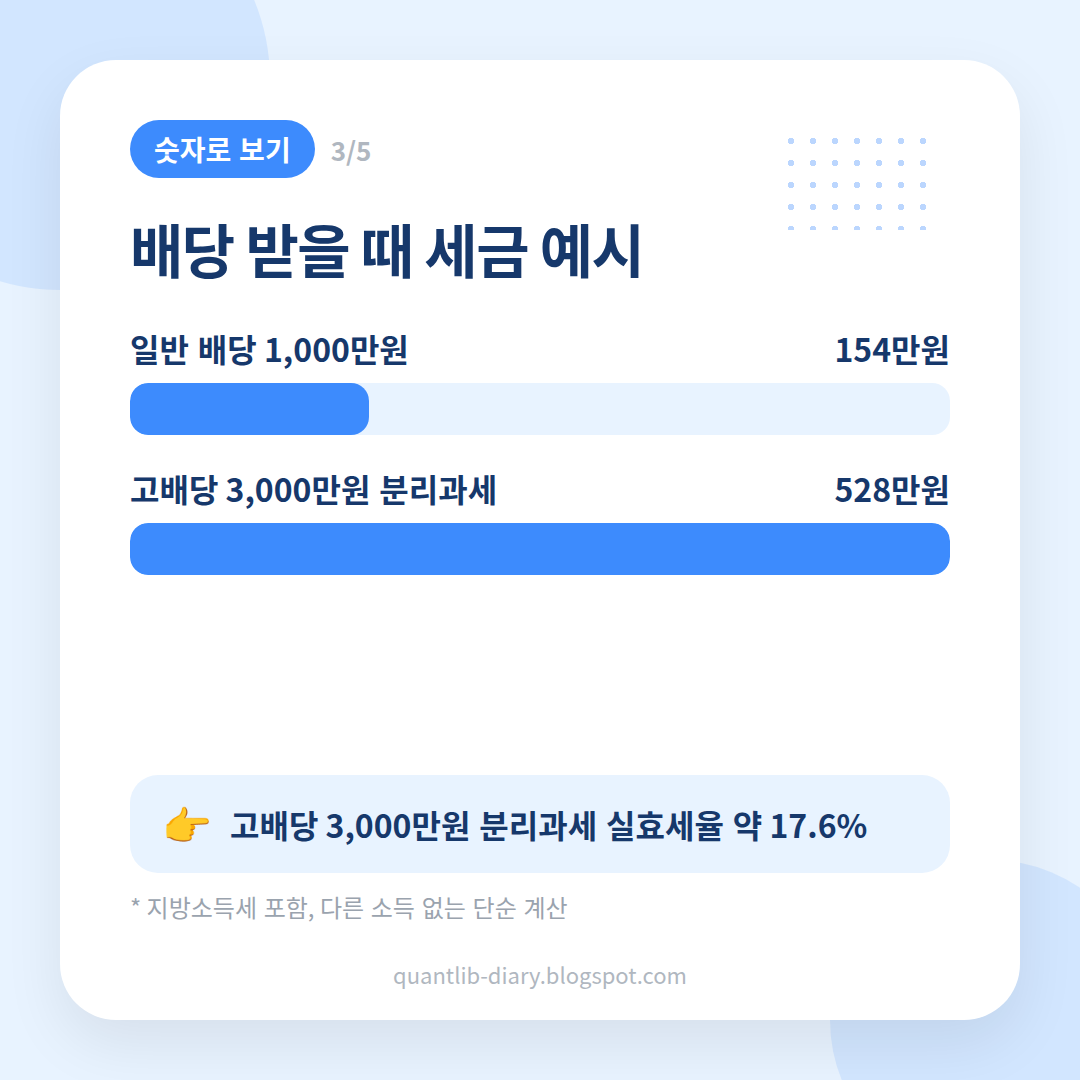 숫자로 보기 3/5
배당 받을 때 세금 예시
일반 배당 1,000만원 154만원
고배당 3,000만원 분리과세 528만원
👉 고배당 3,000만원 분리과세 실효세율 약 17.6%
* 지방소득세 포함, 다른 소득 없는 단순 계산
quantlib-diary.blogspot.com